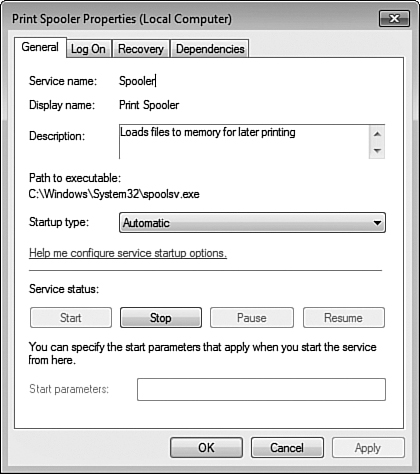 Print Spooler Properties (Local Computer)
General Log On Recovery Dependencies
Service name: Spooler
Display name: Print Spooler
Description: Loads files to memory for later printing
Path to executable:
C:\Windows\System32\spoolsv.exe
Startup type: Automatic
Help me configure service startup options.
Service status:
Start Stop Pause Resume
You can specify the start parameters that apply when you start the service
from here.
Start parameters:
OK Cancel Apply